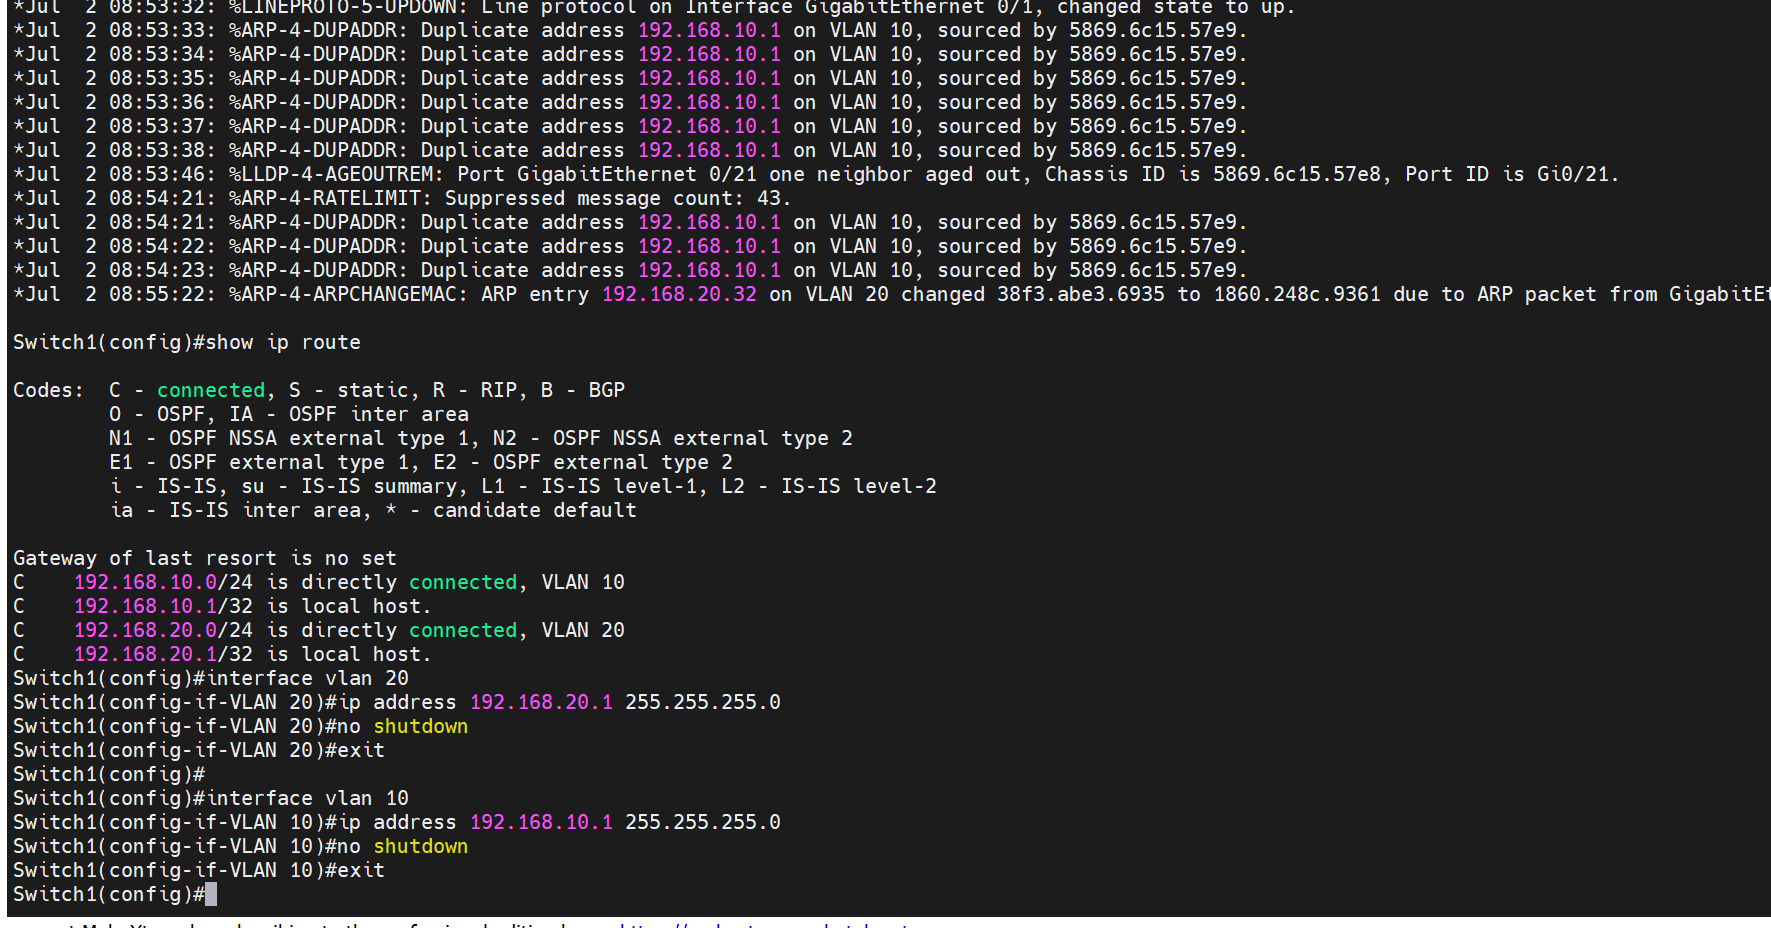 *Jul  2 08:53:32: %LINEPROTO-5-UPDOWN: Line protocol on Interface GigabitEthernet 0/1, changed state to up.
*Jul  2 08:53:33: %ARP-4-DUPADDR: Duplicate address 192.168.10.1 on VLAN 10, sourced by 5869.6c15.57e9.
*Jul  2 08:53:34: %ARP-4-DUPADDR: Duplicate address 192.168.10.1 on VLAN 10, sourced by 5869.6c15.57e9.
*Jul  2 08:53:35: %ARP-4-DUPADDR: Duplicate address 192.168.10.1 on VLAN 10, sourced by 5869.6c15.57e9.
*Jul  2 08:53:36: %ARP-4-DUPADDR: Duplicate address 192.168.10.1 on VLAN 10, sourced by 5869.6c15.57e9.
*Jul  2 08:53:37: %ARP-4-DUPADDR: Duplicate address 192.168.10.1 on VLAN 10, sourced by 5869.6c15.57e9.
*Jul  2 08:53:38: %ARP-4-DUPADDR: Duplicate address 192.168.10.1 on VLAN 10, sourced by 5869.6c15.57e9.
*Jul  2 08:53:46: %LLDP-4-AGEOUTREM: Port GigabitEthernet 0/21 one neighbor aged out, Chassis ID is 5869.6c15.57e8, Port ID is Gi0/21.
*Jul  2 08:54:21: %ARP-4-RATELIMIT: Suppressed message count: 43.
*Jul  2 08:54:21: %ARP-4-DUPADDR: Duplicate address 192.168.10.1 on VLAN 10, sourced by 5869.6c15.57e9.
*Jul  2 08:54:22: %ARP-4-DUPADDR: Duplicate address 192.168.10.1 on VLAN 10, sourced by 5869.6c15.57e9.
*Jul  2 08:54:23: %ARP-4-DUPADDR: Duplicate address 192.168.10.1 on VLAN 10, sourced by 5869.6c15.57e9.
*Jul  2 08:55:22: %ARP-4-ARPCHANGEMAC: ARP entry 192.168.20.32 on VLAN 20 changed 38f3.abe3.6935 to 1860.248c.9361 due to ARP packet from GigabitEt
Switch1(config)#show ip route
Codes:  C - connected, S - static, R - RIP, B - BGP
        O - OSPF, IA - OSPF inter area
        N1 - OSPF NSSA external type 1, N2 - OSPF NSSA external type 2
        E1 - OSPF external type 1, E2 - OSPF external type 2
        i - IS-IS, su - IS-IS summary, L1 - IS-IS level-1, L2 - IS-IS level-2
        ia - IS-IS inter area, * - candidate default
Gateway of last resort is no set
C    192.168.10.0/24 is directly connected, VLAN 10
C    192.168.10.1/32 is local host.
C    192.168.20.0/24 is directly connected, VLAN 20
C    192.168.20.1/32 is local host.
Switch1(config)#interface vlan 20
Switch1(config-if-VLAN 20)#ip address 192.168.20.1 255.255.255.0
Switch1(config-if-VLAN 20)#no shutdown
Switch1(config-if-VLAN 20)#exit
Switch1(config)#
Switch1(config)#interface vlan 10
Switch1(config-if-VLAN 10)#ip address 192.168.10.1 255.255.255.0
Switch1(config-if-VLAN 10)#no shutdown
Switch1(config-if-VLAN 10)#exit
Switch1(config)#